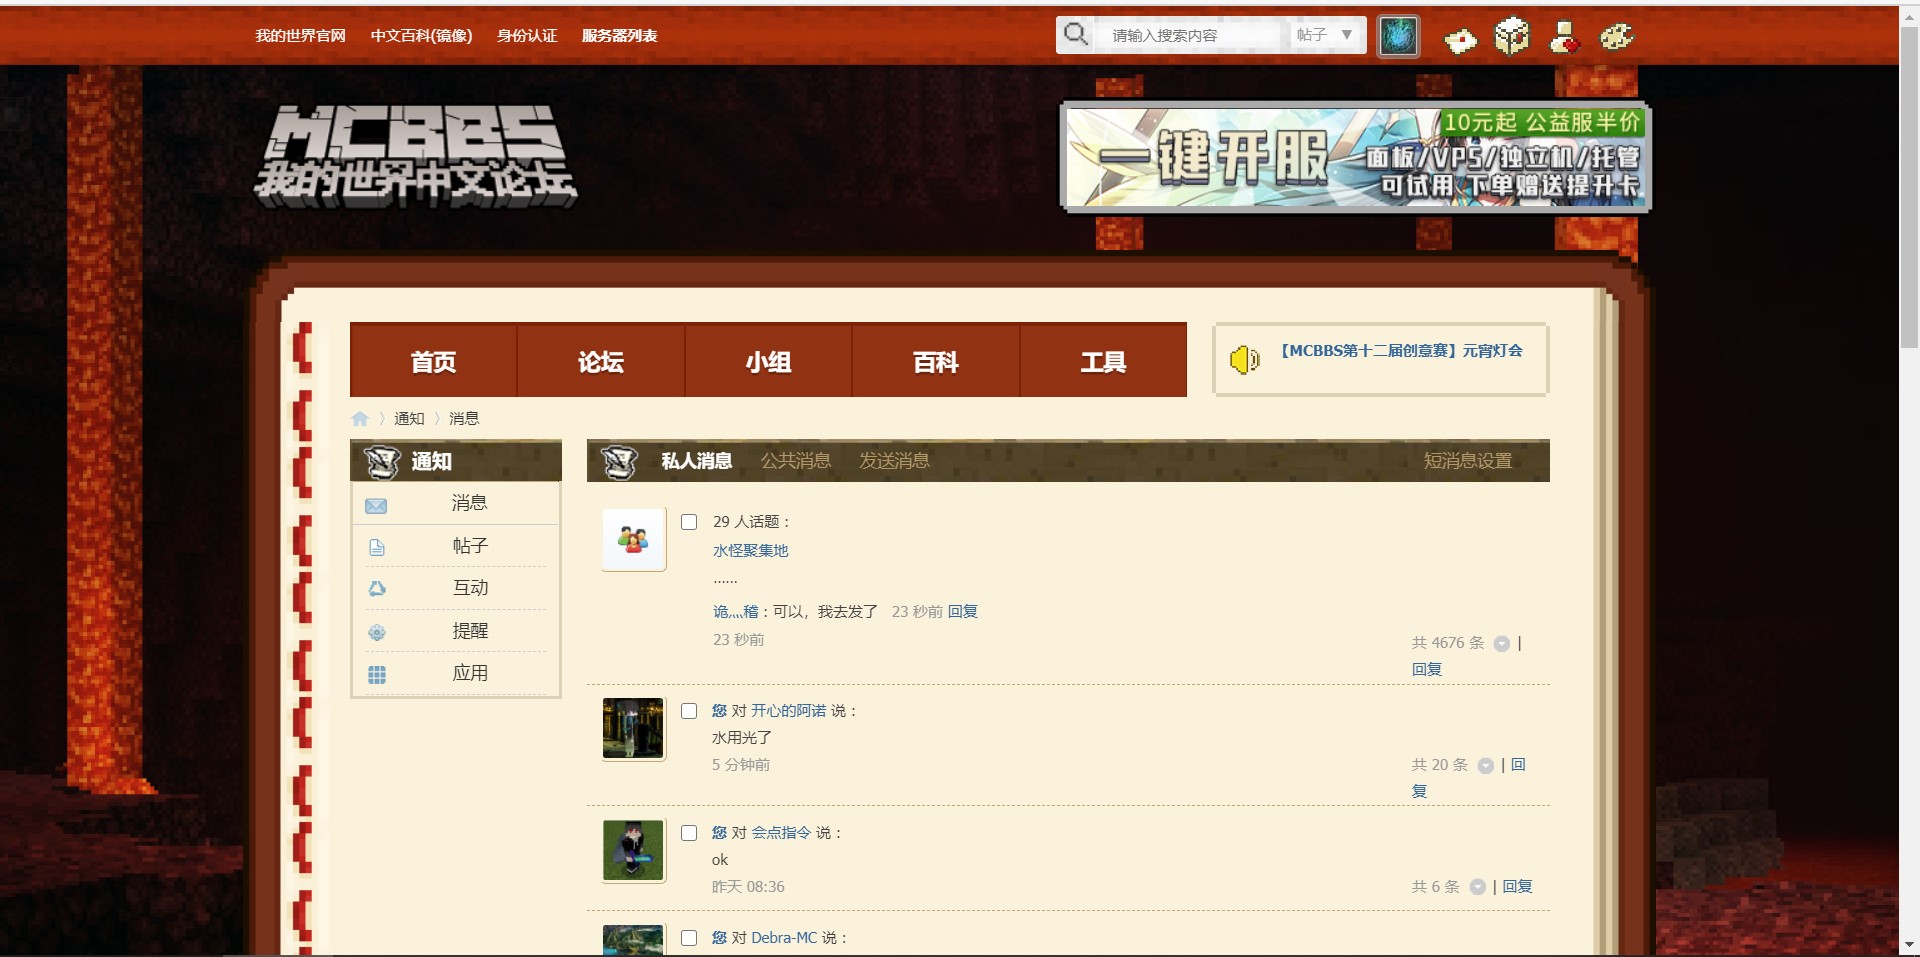 我的世界官网 中文百科(镜像) 身份认证 服务器列表 请输入搜索内容 帖子 ▼
MCBBS
我的世界中文论坛
一键开服
10元起 公益服半价
面板/VPS/独立机/托管
可试用 下单赠送提升卡
首页 论坛 小组 百科 工具
【MCBBS第十二届创意赛】元宵灯会
通知 消息
通知
消息
帖子
互动
提醒
应用
私人消息 公共消息 发送消息 短消息设置
29 人话题：
水怪聚集地
......
诡灬稽：可以，我去发了 23 秒前 回复
23 秒前
共 4676 条 |
回复
您 对 开心的阿诺 说：
水用光了
5 分钟前
共 20 条 | 回
复
您 对 会点指令 说：
ok
昨天 08:36
共 6 条 | 回复
您 对 Debra-MC 说：